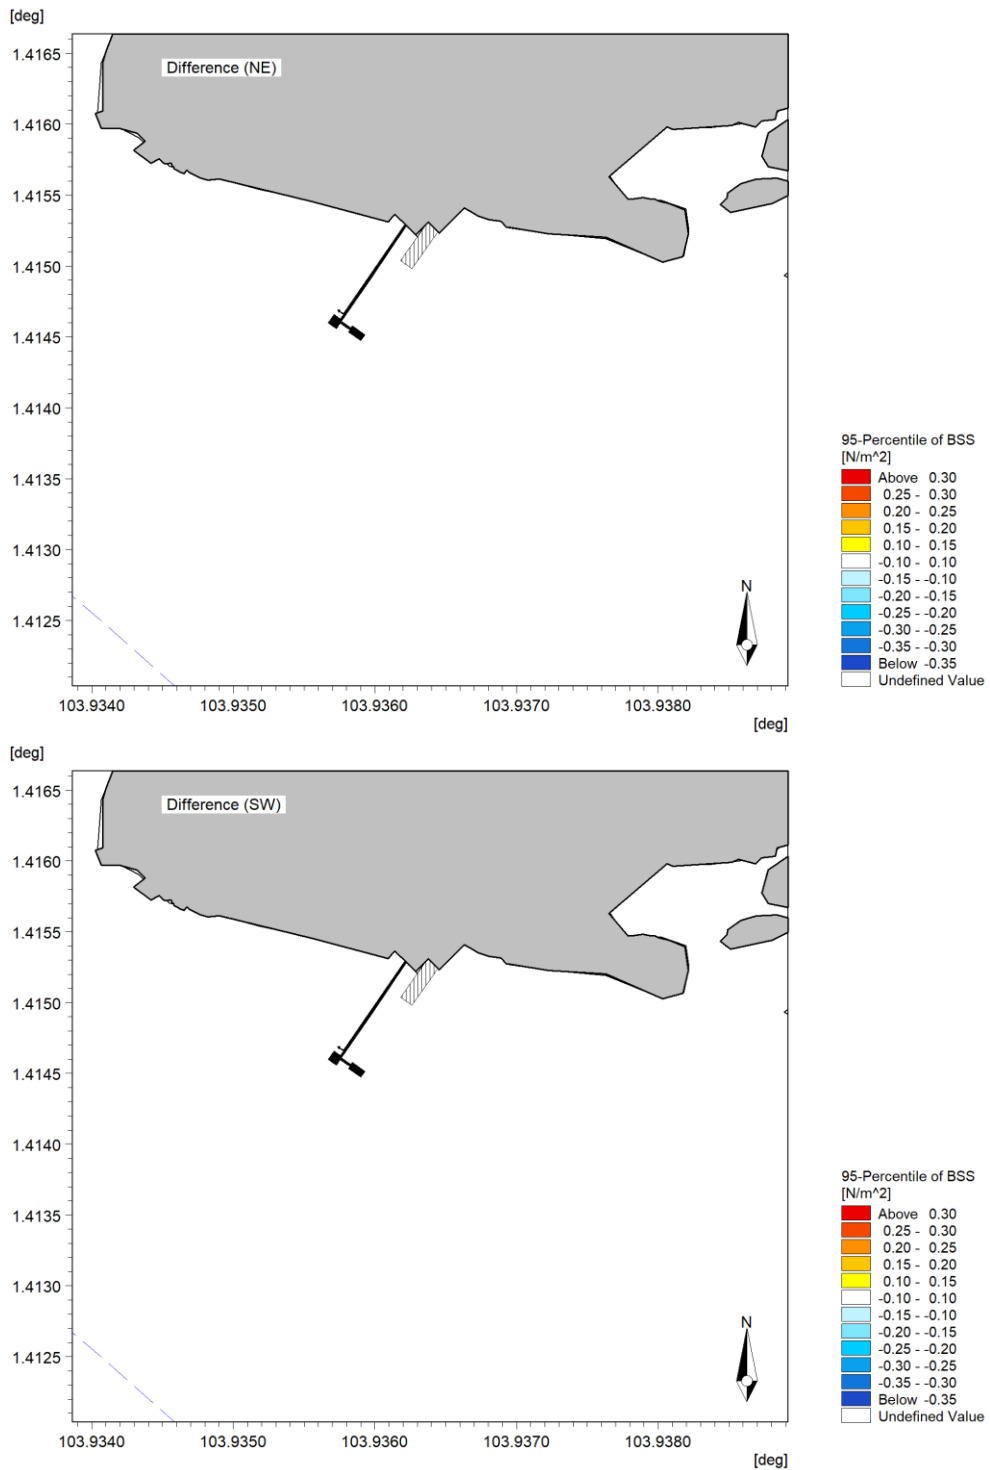 [deg]
1.4165
Difference (NE)
1.4160
1.4155
1.4150
1.4145
1.4140
1.4135
1.4130
1.4125
N
103.9340 103.9350 103.9360 103.9370 103.9380
[deg]
95-Percentile of BSS
[N/m^2]
Above 0.30
0.25 - 0.30
0.20 - 0.25
0.15 - 0.20
0.10 - 0.15
-0.10 - 0.10
-0.15 - -0.10
-0.20 - -0.15
-0.25 - -0.20
-0.30 - -0.25
-0.35 - -0.30
Below -0.35
Undefined Value
[deg]
1.4165
Difference (SW)
1.4160
1.4155
1.4150
1.4145
1.4140
1.4135
1.4130
1.4125
N
103.9340 103.9350 103.9360 103.9370 103.9380
[deg]
95-Percentile of BSS
[N/m^2]
Above 0.30
0.25 - 0.30
0.20 - 0.25
0.15 - 0.20
0.10 - 0.15
-0.10 - 0.10
-0.15 - -0.10
-0.20 - -0.15
-0.25 - -0.20
-0.30 - -0.25
-0.35 - -0.30
Below -0.35
Undefined Value